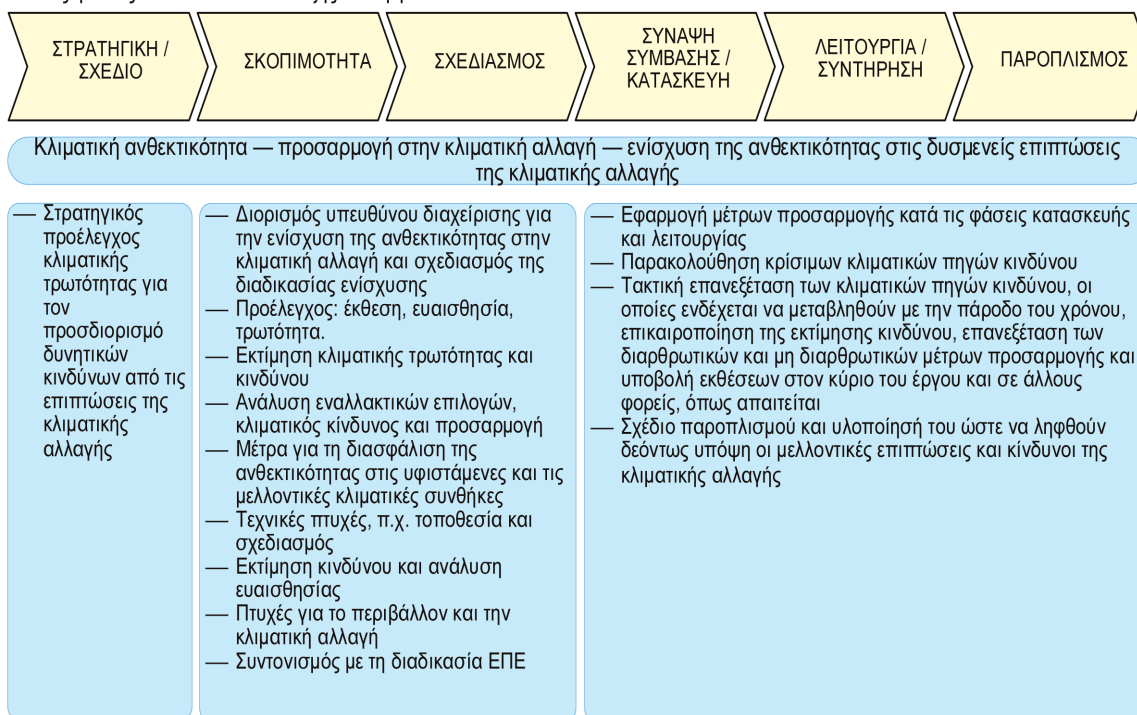 ΣΤΡΑΤΗΓΙΚΗ /
ΣΧΕΔΙΟ
ΣΚΟΠΙΜΟΤΗΤΑ
ΣΧΕΔΙΑΣΜΟΣ
ΣΥΝΑΨΗ
ΣΥΜΒΑΣΗΣ /
ΚΑΤΑΣΚΕΥΗ
ΛΕΙΤΟΥΡΓΙΑ /
ΣΥΝΤΗΡΗΣΗ
ΠΑΡΟΠΛΙΣΜΟΣ
Κλιματική ανθεκτικότητα — προσαρμογή στην κλιματική αλλαγή — ενίσχυση της ανθεκτικότητας στις δυσμενείς επιπτώσεις
της κλιματικής αλλαγής
— Στρατηγικός
προέλεγχος
κλιματικής
τρωτότητας για
τον
προσδιορισμό
δυνητικών
κινδύνων από τις
επιπτώσεις της
κλιματικής
αλλαγής
— Διορισμός υπευθύνου διαχείρισης για
την ενίσχυση της ανθεκτικότητας στην
κλιματική αλλαγή και σχεδιασμός της
διαδικασίας ενίσχυσης
— Προέλεγχος: έκθεση, ευαισθησία,
τρωτότητα.
— Εκτίμηση κλιματικής τρωτότητας και
κινδύνου
— Ανάλυση εναλλακτικών επιλογών,
κλιματικός κίνδυνος και προσαρμογή
— Μέτρα για τη διασφάλιση της
ανθεκτικότητας στις υφιστάμενες και τις
μελλοντικές κλιματικές συνθήκες
— Τεχνικές πτυχές, π.χ. τοποθεσία και
σχεδιασμός
— Εκτίμηση κινδύνου και ανάλυση
ευαισθησίας
— Πτυχές για το περιβάλλον και την
κλιματική αλλαγή
— Συντονισμός με τη διαδικασία ΕΠΕ
— Εφαρμογή μέτρων προσαρμογής κατά τις φάσεις κατασκευής
και λειτουργίας
— Παρακολούθηση κρίσιμων κλιματικών πηγών κινδύνου
— Τακτική επανεξέταση των κλιματικών πηγών κινδύνου, οι
οποίες ενδέχεται να μεταβληθούν με την πάροδο του χρόνου,
επικαιροποίηση της εκτίμησης κινδύνου, επανεξέταση των
διαρθρωτικών και μη διαρθρωτικών μέτρων προσαρμογής και
υποβολή εκθέσεων στον κύριο του έργου και σε άλλους
φορείς, όπως απαιτείται
— Σχέδιο παροπλισμού και υλοποίησή του ώστε να ληφθούν
δεόντως υπόψη οι μελλοντικές επιπτώσεις και κίνδυνοι της
κλιματικής αλλαγής